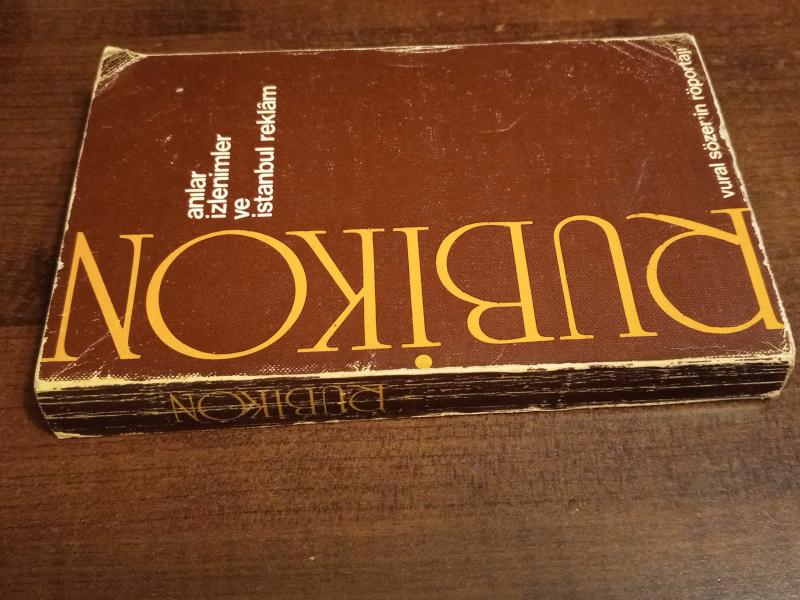 vural sözer'in röportajı
RUBİKON
anılar
izlenimler
ve
istanbul reklâm
RUBİKON